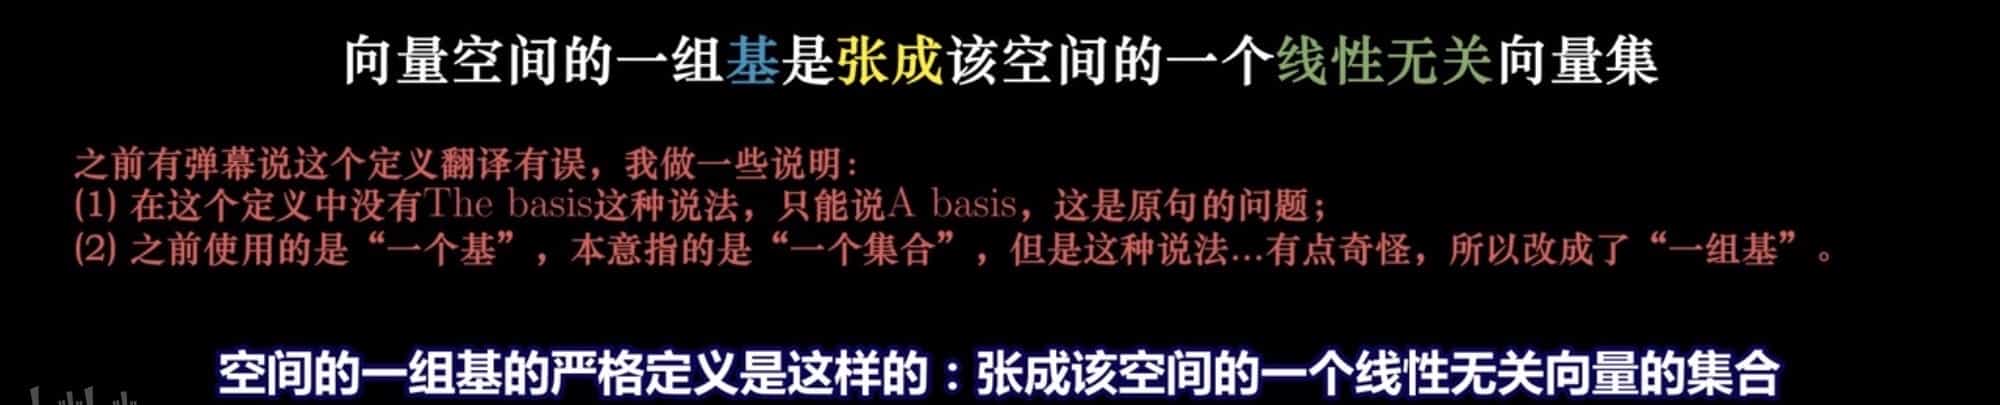 向量空间的一组基是张成该空间的一个线性无关向量集
之前有弹幕说这个定义翻译有误，我做一些说明：
(1) 在这个定义中没有The basis这种说法，只能说A basis，这是原句的问题；
(2) 之前使用的是“一个基”，本意指的是“一个集合”，但是这种说法...有点奇怪，所以改成了“一组基”。
空间的一组基的严格定义是这样的：张成该空间的一个线性无关向量的集合